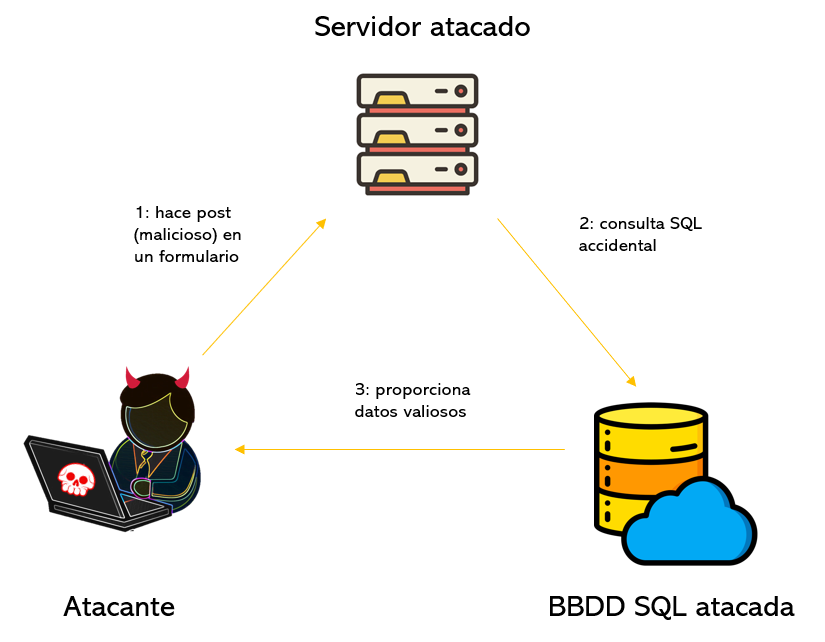 Servidor atacado
1: hace post
(malicioso) en
un formulario
2: consulta SQL
accidental
3: proporciona
datos valiosos
Atacante
BBDD SQL atacada